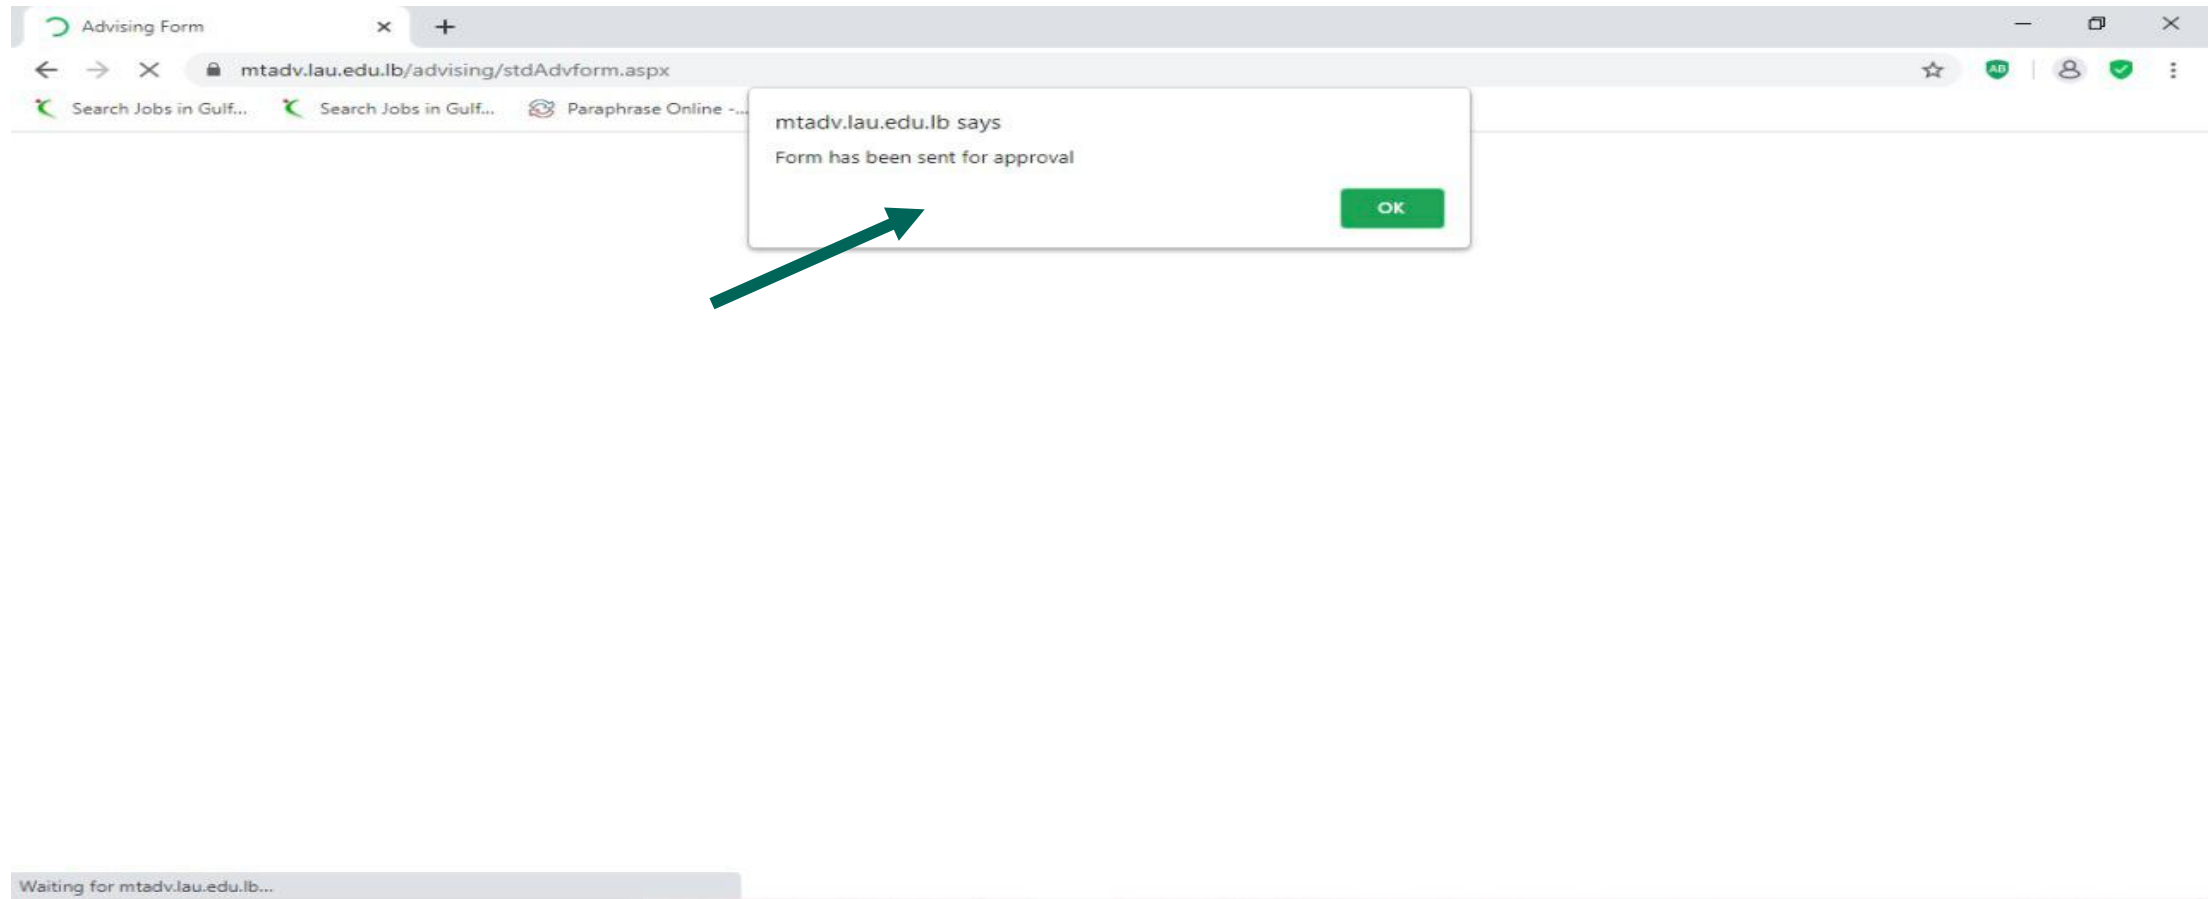 Advising Form
mtadv.lau.edu.lb/advising/stdAdvform.aspx
AB
Search Jobs in Gulf... Search Jobs in Gulf... Paraphrase Online -...
mtadv.lau.edu.lb says
Form has been sent for approval
OK
Waiting for mtadv.lau.edu.lb...